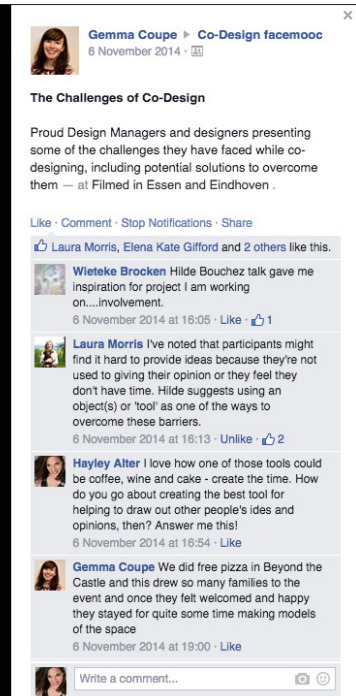 Gemma Coupe ▸ Co-Design facemooc
6 November 2014 ·
The Challenges of Co-Design
Proud Design Managers and designers presenting
some of the challenges they have faced while co-
designing, including potential solutions to overcome
them — at Filmed in Essen and Eindhoven .
Like · Comment · Stop Notifications · Share
Laura Morris, Elena Kate Gifford and 2 others like this.
Wieteke Brocken Hilde Bouchez talk gave me
inspiration for project I am working
on....involvement.
6 November 2014 at 16:05 · Like · 1
Laura Morris I've noted that participants might
find it hard to provide ideas because they're not
used to giving their opinion or they feel they
don't have time. Hilde suggests using an
object(s) or 'tool' as one of the ways to
overcome these barriers.
6 November 2014 at 16:13 · Unlike · 2
Hayley Alter I love how one of those tools could
be coffee, wine and cake - create the time. How
do you go about creating the best tool for
helping to draw out other people's ides and
opinions, then? Answer me this!
6 November 2014 at 16:54 · Like
Gemma Coupe We did free pizza in Beyond the
Castle and this drew so many families to the
event and once they felt welcomed and happy
they stayed for quite some time making models
of the space
6 November 2014 at 19:00 · Like
Write a comment...